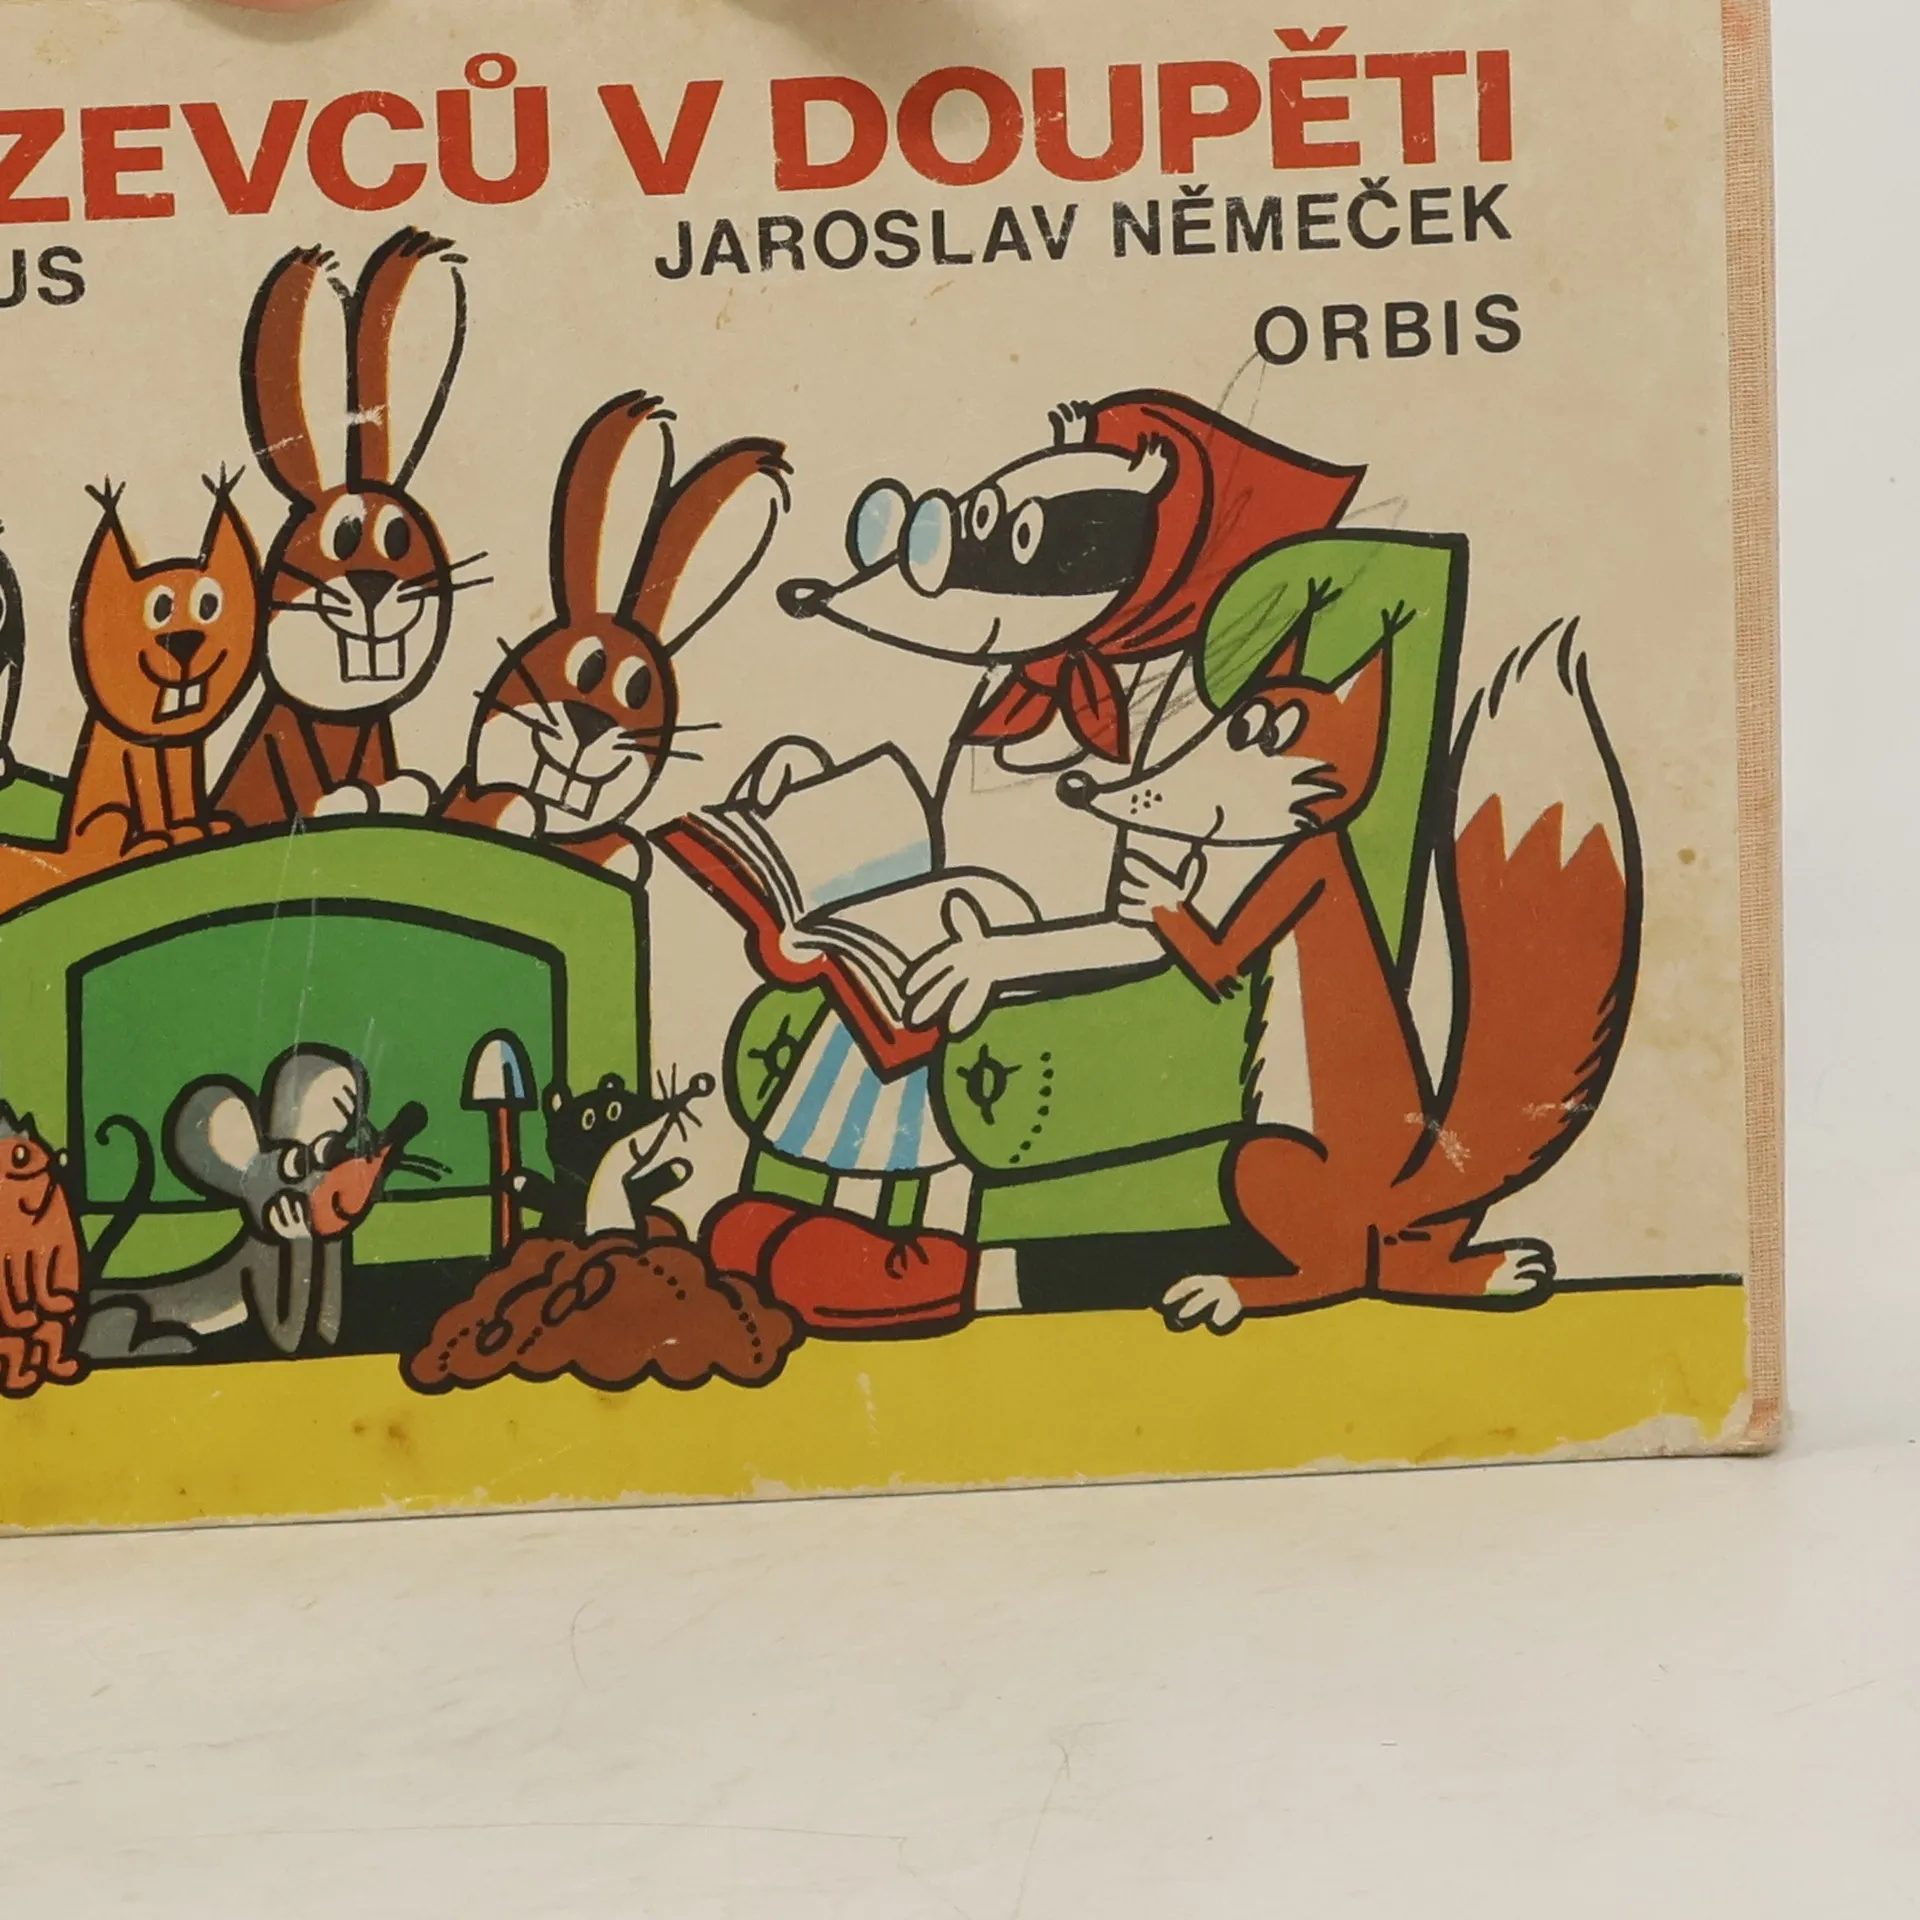 ZEVCŮ V DOUPĚTI
US JAROSLAV NĚMEČEK
ORBIS